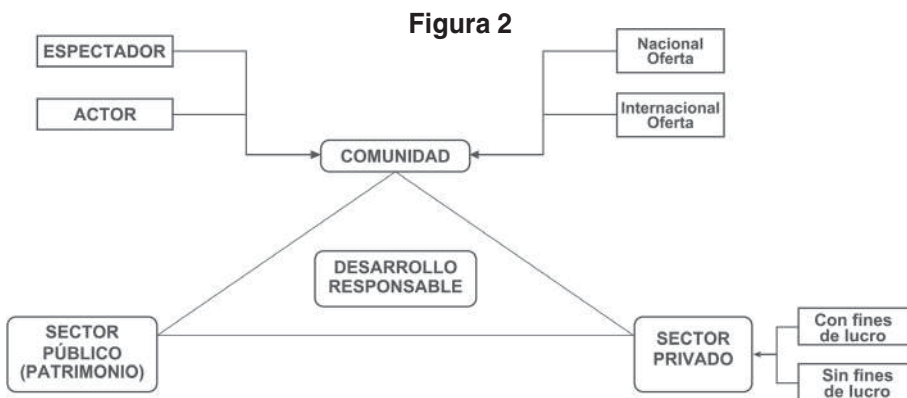 Figura 2
ESPECTADOR
ACTOR
Nacional
Oferta
Internacional
Oferta
COMUNIDAD
DESARROLLO
RESPONSABLE
SECTOR
PÚBLICO
(PATRIMONIO)
SECTOR
PRIVADO
Con fines
de lucro
Sin fines
de lucro